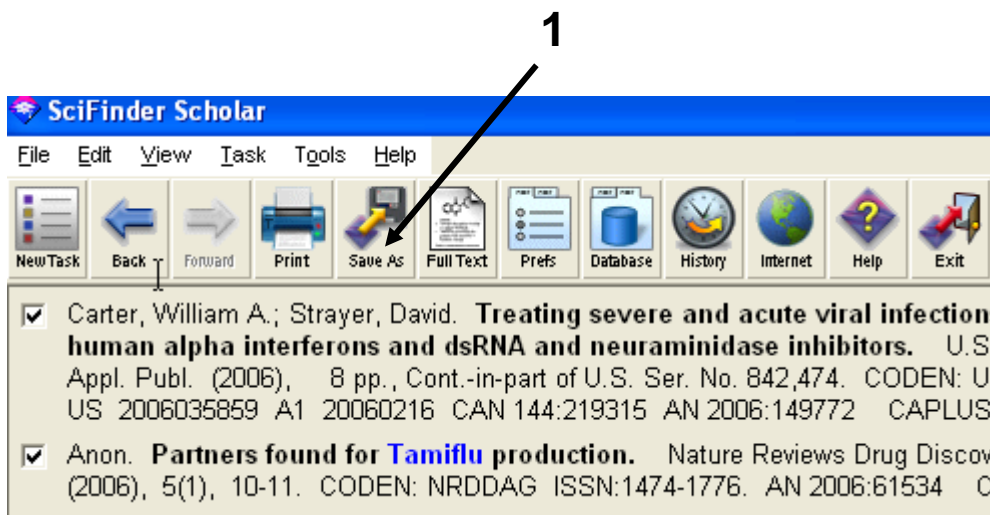 1
SciFinder Scholar
File Edit View Task Tools Help
New Task Back Forward Print Save As Full Text Prefs Database History Internet Help Exit
Carter, William A.; Strayer, David. Treating severe and acute viral infection
human alpha interferons and dsRNA and neuraminidase inhibitors. U.S
Appl. Publ. (2006), 8 pp., Cont.-in-part of U.S. Ser. No. 842,474. CODEN: U
US 2006035859 A1 20060216 CAN 144:219315 AN 2006:149772 CAPLUS
Anon. Partners found for Tamiflu production. Nature Reviews Drug Discov
(2006), 5(1), 10-11. CODEN: NRDDAG ISSN:1474-1776. AN 2006:61534 C